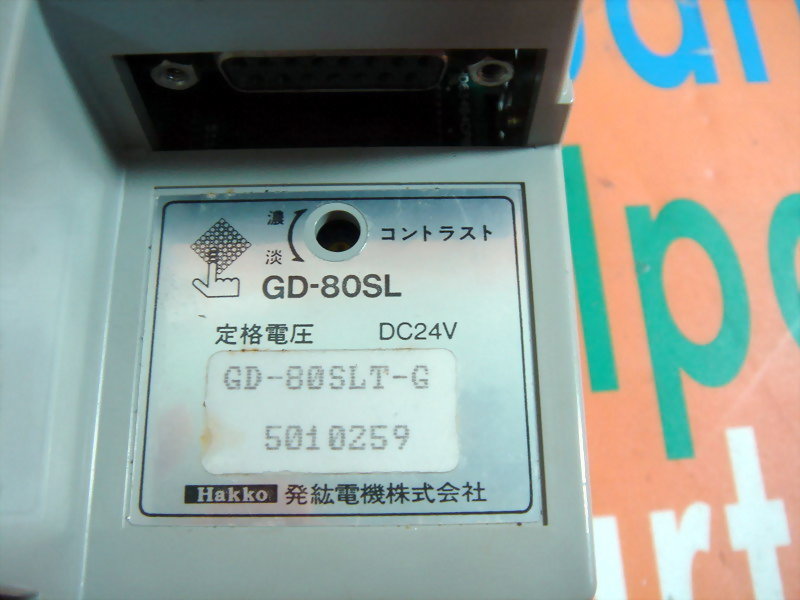 濃
コントラスト
淡
GD-80SL
定格電圧 DC24V
GD-80SLT-G
5010259
Hakko 発紘電機株式会社